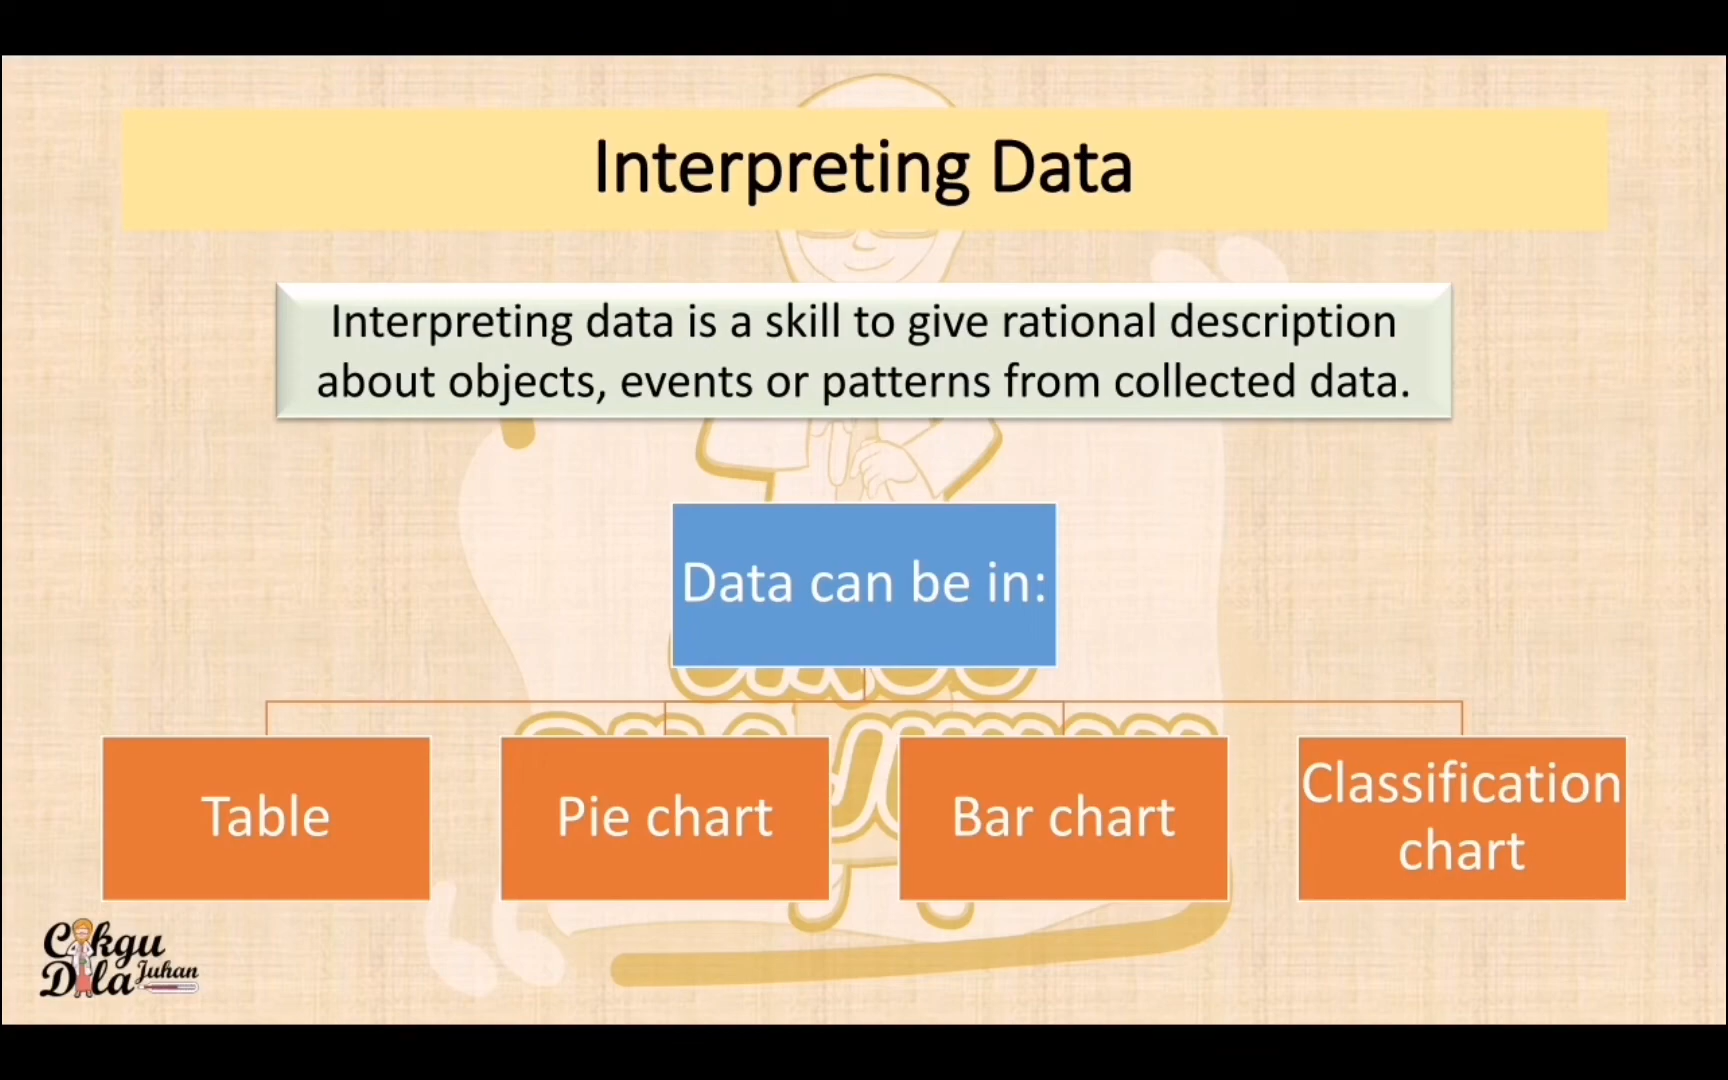 Interpreting Data
Interpreting data is a skill to give rational description
about objects, events or patterns from collected data.
Data can be in:
Table
Pie chart
Bar chart
Classification
chart
Cikgu
Dila Juhan